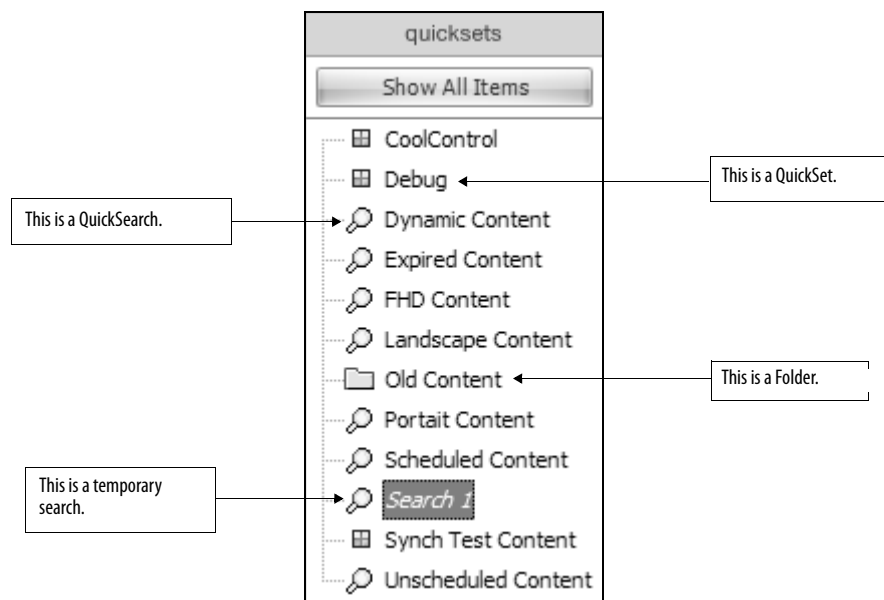 quicksets
Show All Items
CoolControl
Debug
This is a QuickSet.
This is a QuickSearch.
Dynamic Content
Expired Content
FHD Content
Landscape Content
Old Content
This is a Folder.
Portait Content
Scheduled Content
This is a temporary
search.
Search 1
Synch Test Content
Unscheduled Content